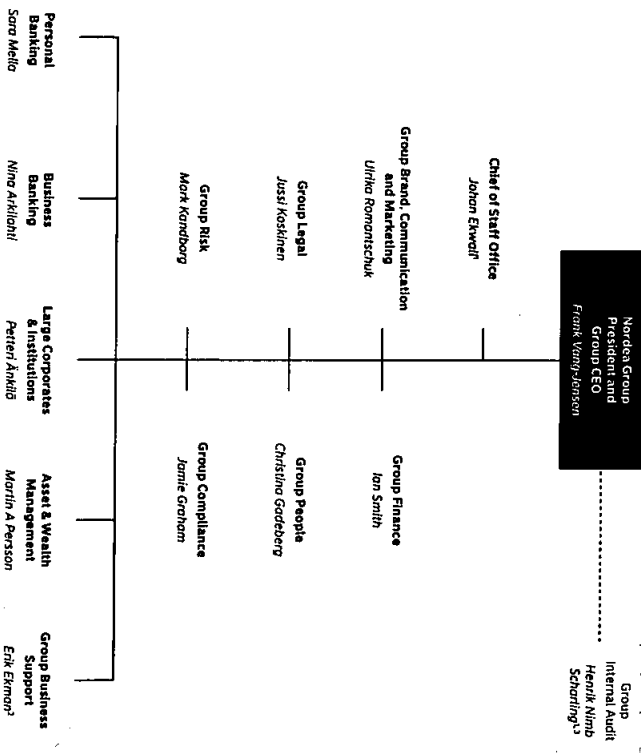 Nordea Group
President and
Group CEO
Frank Vang-Jensen
Group
Internal Audit
Henrik Nimb
Scharling¹,³
Chief of Staff Office
Johan Ekwall¹
Group Brand, Communication
and Marketing
Ulrika Romantschuk
Group Finance
Ian Smith
Group Legal
Jussi Koskinen
Group People
Christina Gadeberg
Group Risk
Mark Kandborg
Group Compliance
Jamie Graham
Personal
Banking
Sara Mella
Business
Banking
Nina Arkilahti
Large Corporates
& Institutions
Petteri Änkilä
Asset & Wealth
Management
Martin A Persson
Group Business
Support
Erik Ekman²